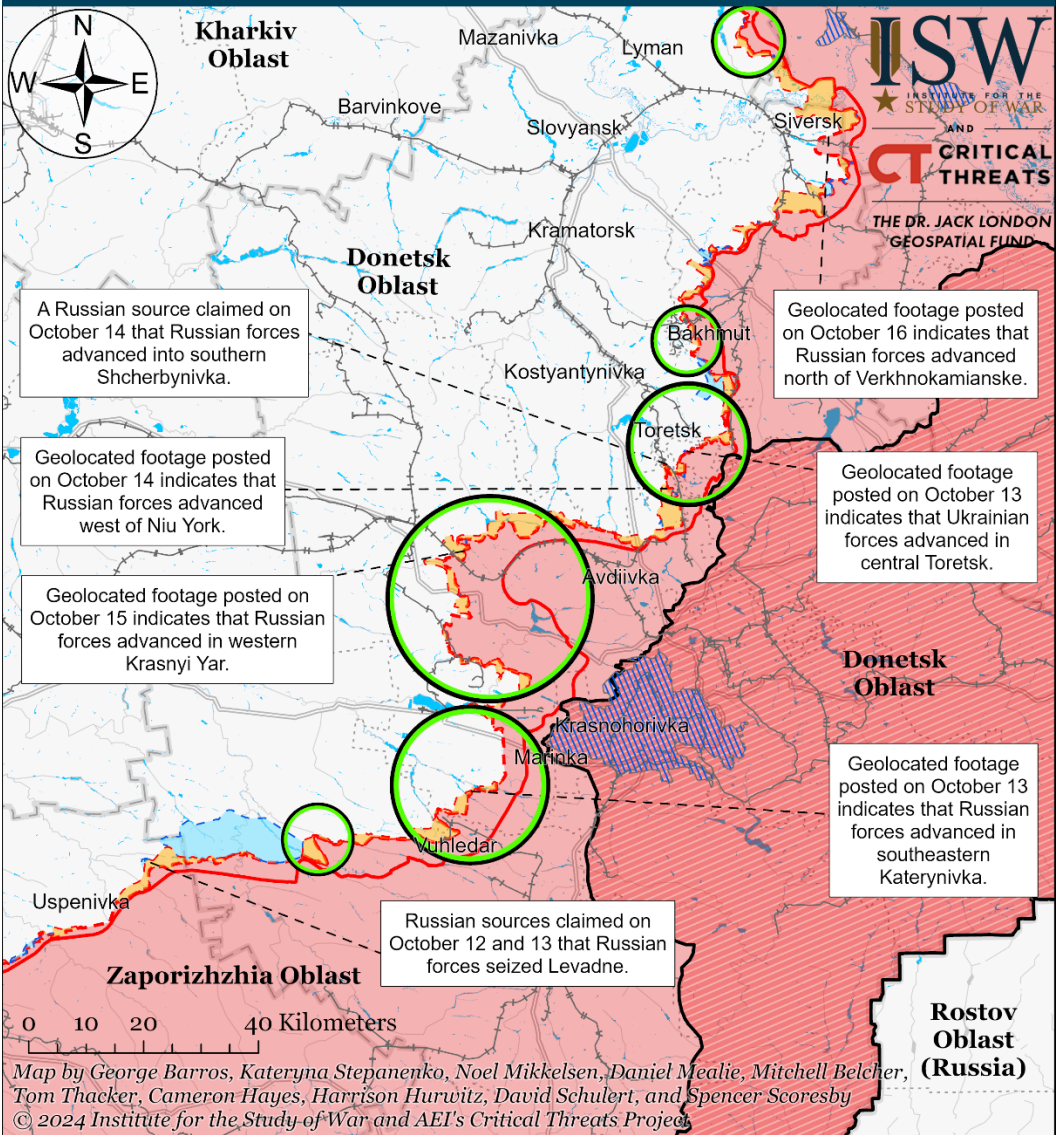 N
W
E
S
Kharkiv
Oblast
Mazanivka
Lyman
Barvinkove
Slovyansk
Siversk
ISW
INSTITUTE FOR THE
STUDY OF WAR
AND
CT CRITICAL
THREATS
THE DR. JACK LONDON
GEOSPATIAL FUND
Kramatorsk
Donetsk
Oblast
A Russian source claimed on
October 14 that Russian forces
advanced into southern
Shcherbynivka.
Bakhmut
Geolocated footage posted
on October 16 indicates that
Russian forces advanced
north of Verkhnokamianske.
Kostyantynivka
Toretsk
Geolocated footage posted
on October 14 indicates that
Russian forces advanced
west of Niu York.
Geolocated footage
posted on October 13
indicates that Ukrainian
forces advanced in
central Toretsk.
Avdiivka
Geolocated footage posted on
October 15 indicates that Russian
forces advanced in western
Krasnyi Yar.
Donetsk
Oblast
Krasnohorivka
Marinka
Geolocated footage
posted on October 13
indicates that Russian
forces advanced in
southeastern
Katerynivka.
Vuhledar
Uspenivka
Russian sources claimed on
October 12 and 13 that Russian
forces seized Levadne.
Zaporizhzhia Oblast
Rostov
Oblast
(Russia)
0 10 20 40 Kilometers
Map by George Barros, Kateryna Stepanenko, Noel Mikkelsen, Daniel Mealie, Mitchell Belcher,
Tom Thacker, Cameron Hayes, Harrison Hurwitz, David Schulert, and Spencer Scoresby
© 2024 Institute for the Study of War and AEI's Critical Threats Project